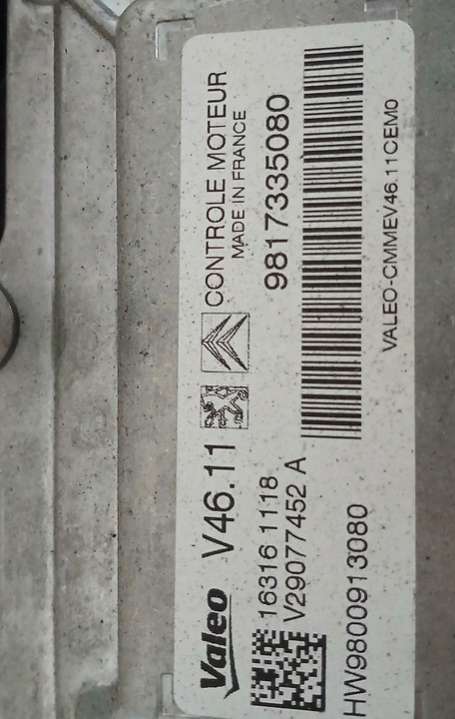 Valeo V46.11 CONTROLE MOTEUR
MADE IN FRANCE
16316 1118
V29077452 A
9817335080
HW9800913080
VALEO-CMMEV46.11CEM0